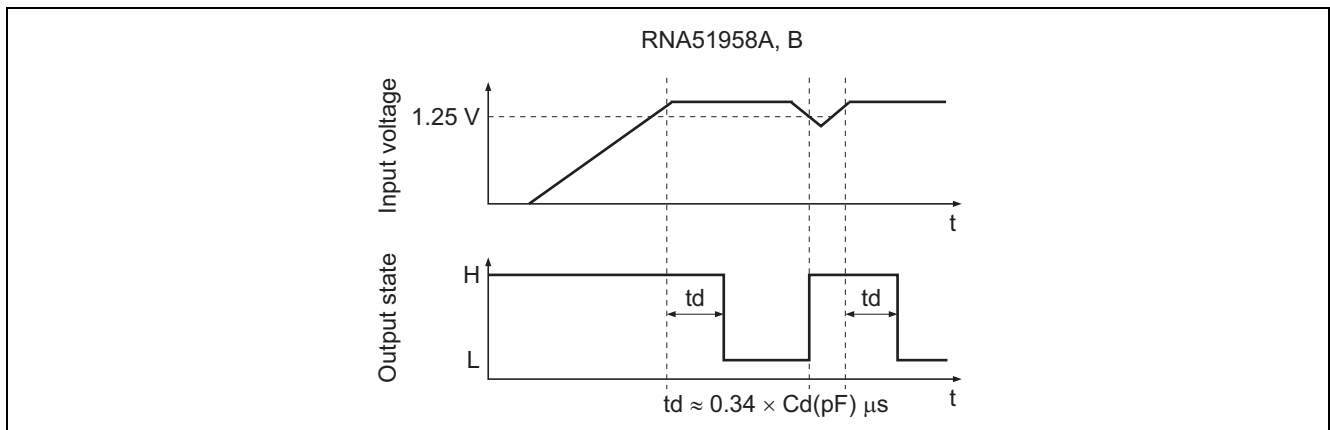 RNA51958A, B
Input voltage
1.25 V
t
Output state
H
L
td
td
t
td ≈ 0.34 × Cd(pF) μs